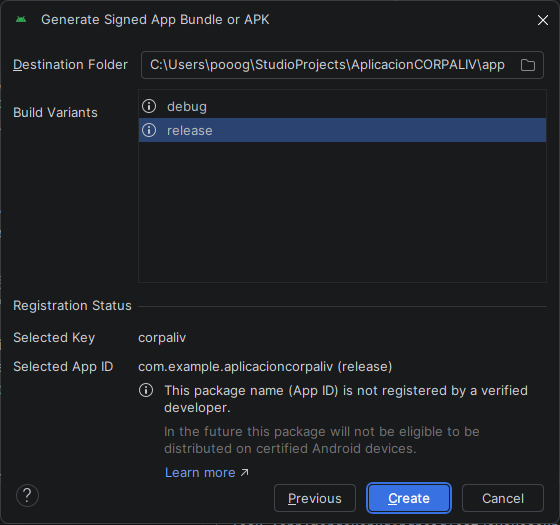 Generate Signed App Bundle or APK
Destination Folder C:\Users\pooog\StudioProjects\AplicacionCORPALIV\app
Build Variants
debug
release
Registration Status
Selected Key corpaliv
Selected App ID com.example.aplicacioncorpaliv (release)
This package name (App ID) is not registered by a verified
developer.
In the future this package will not be eligible to be
distributed on certified Android devices.
Learn more ↗
? Previous Create Cancel